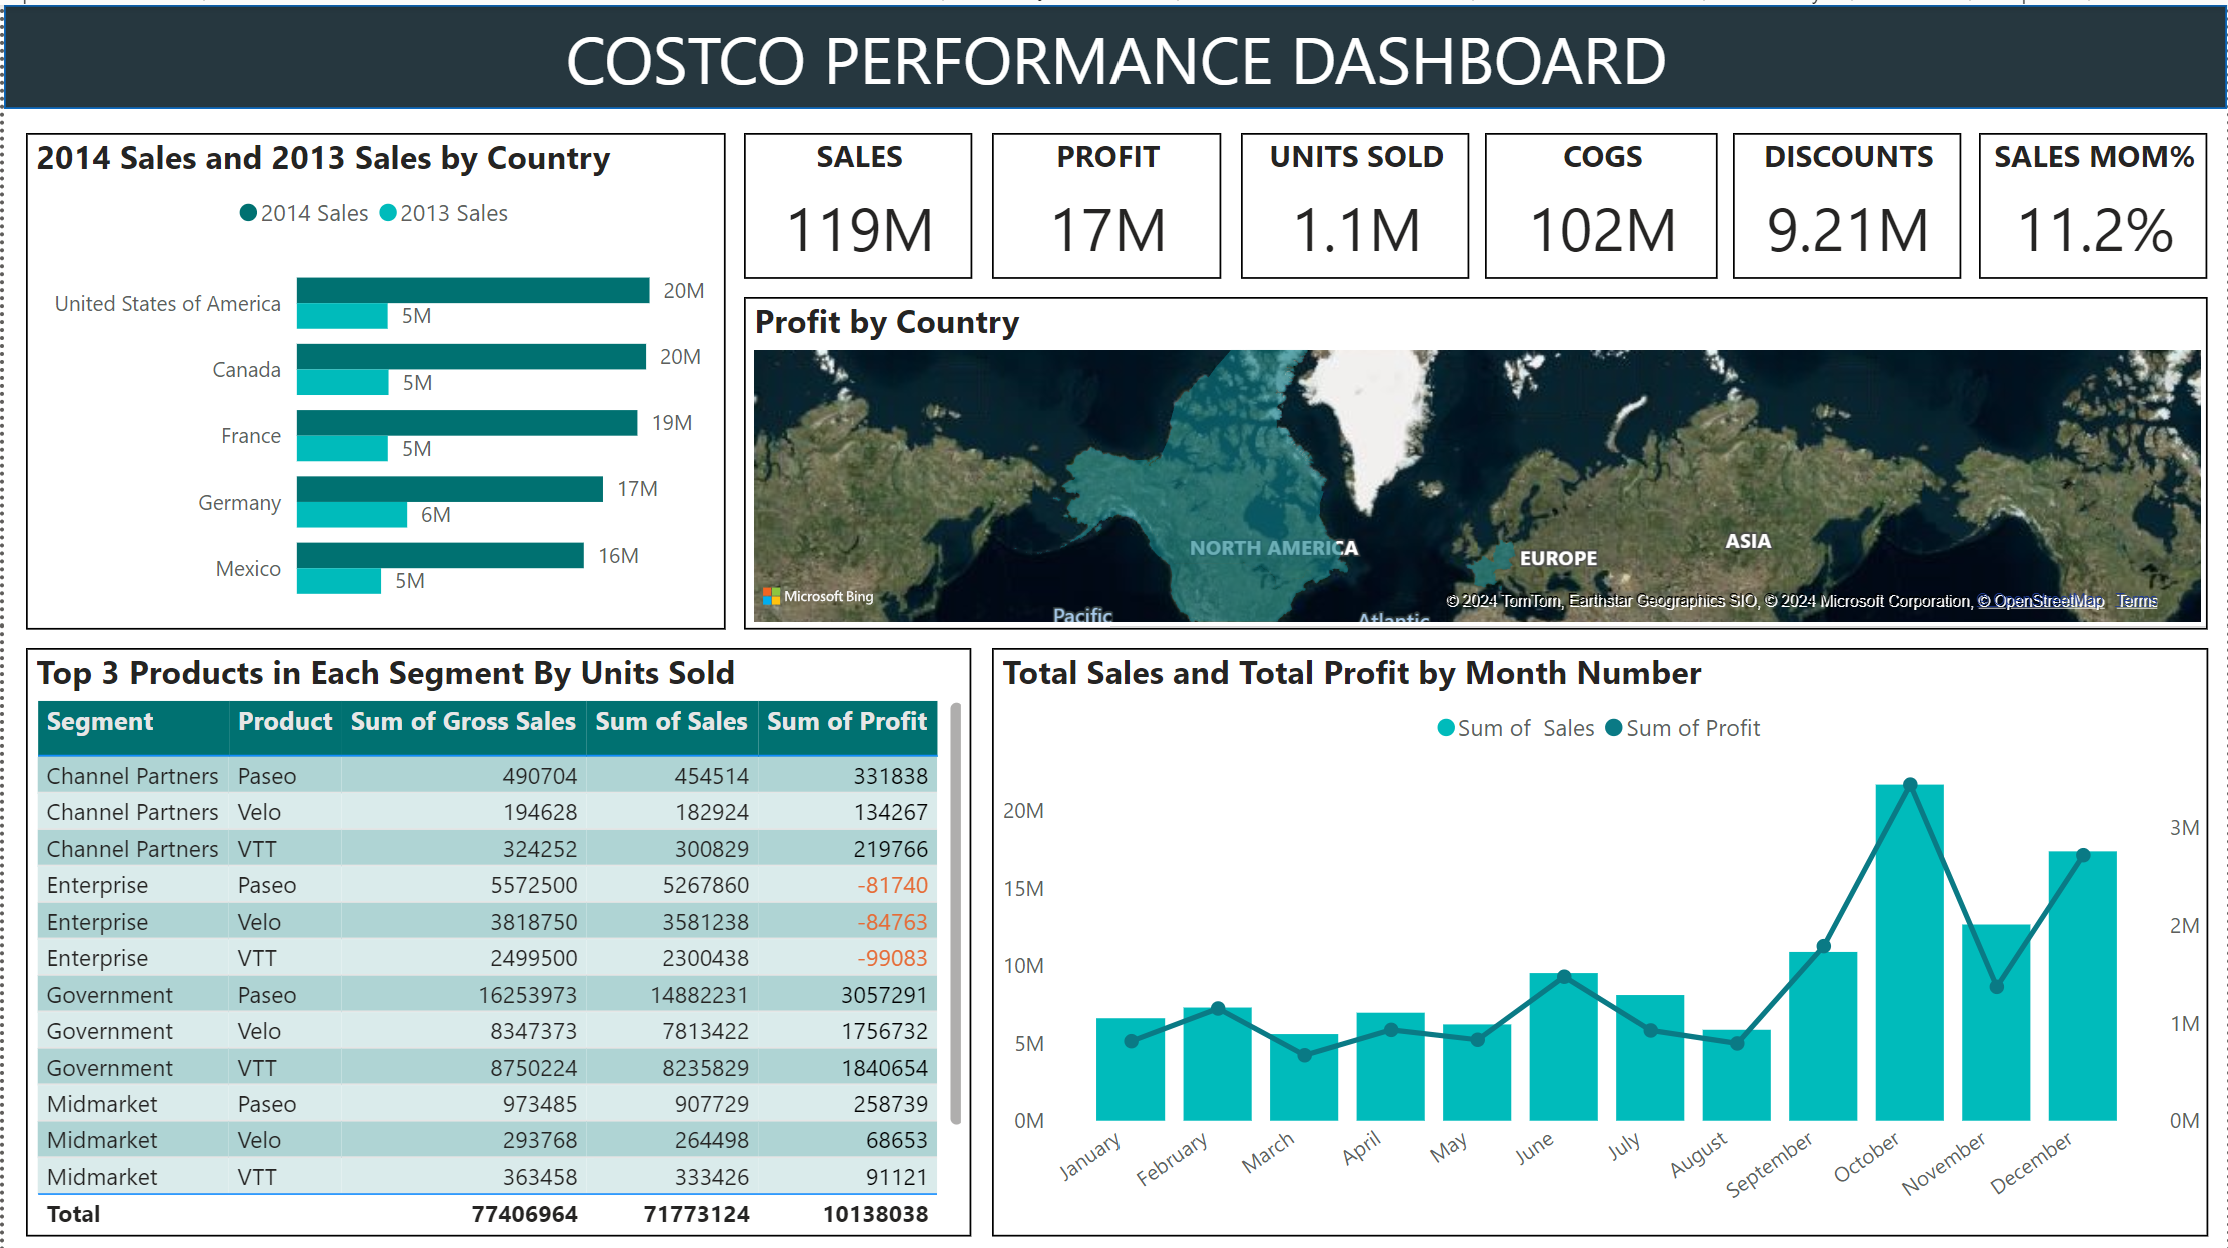 COSTCO PERFORMANCE DASHBOARD
2014 Sales and 2013 Sales by Country
2014 Sales 2013 Sales
United States of America 20M
5M
Canada 20M
5M
France 19M
5M
Germany 17M
6M
Mexico 16M
5M
SALES
119M
PROFIT
17M
UNITS SOLD
1.1M
COGS
102M
DISCOUNTS
9.21M
SALES MOM%
11.2%
Profit by Country
NORTH AMERICA
EUROPE
ASIA
Pacific
Atlantic
Microsoft Bing
© 2024 TomTom, Earthstar Geographics SIO, © 2024 Microsoft Corporation, © OpenStreetMap Terms
Top 3 Products in Each Segment By Units Sold
Segment Product Sum of Gross Sales Sum of Sales Sum of Profit
Channel Partners Paseo 490704 454514 331838
Channel Partners Velo 194628 182924 134267
Channel Partners VTT 324252 300829 219766
Enterprise Paseo 5572500 5267860 -81740
Enterprise Velo 3818750 3581238 -84763
Enterprise VTT 2499500 2300438 -99083
Government Paseo 16253973 14882231 3057291
Government Velo 8347373 7813422 1756732
Government VTT 8750224 8235829 1840654
Midmarket Paseo 973485 907729 258739
Midmarket Velo 293768 264498 68653
Midmarket VTT 363458 333426 91121
Total 77406964 71773124 10138038
Total Sales and Total Profit by Month Number
Sum of Sales Sum of Profit
20M
15M
10M
5M
0M
3M
2M
1M
0M
January February March April May June July August September October November December